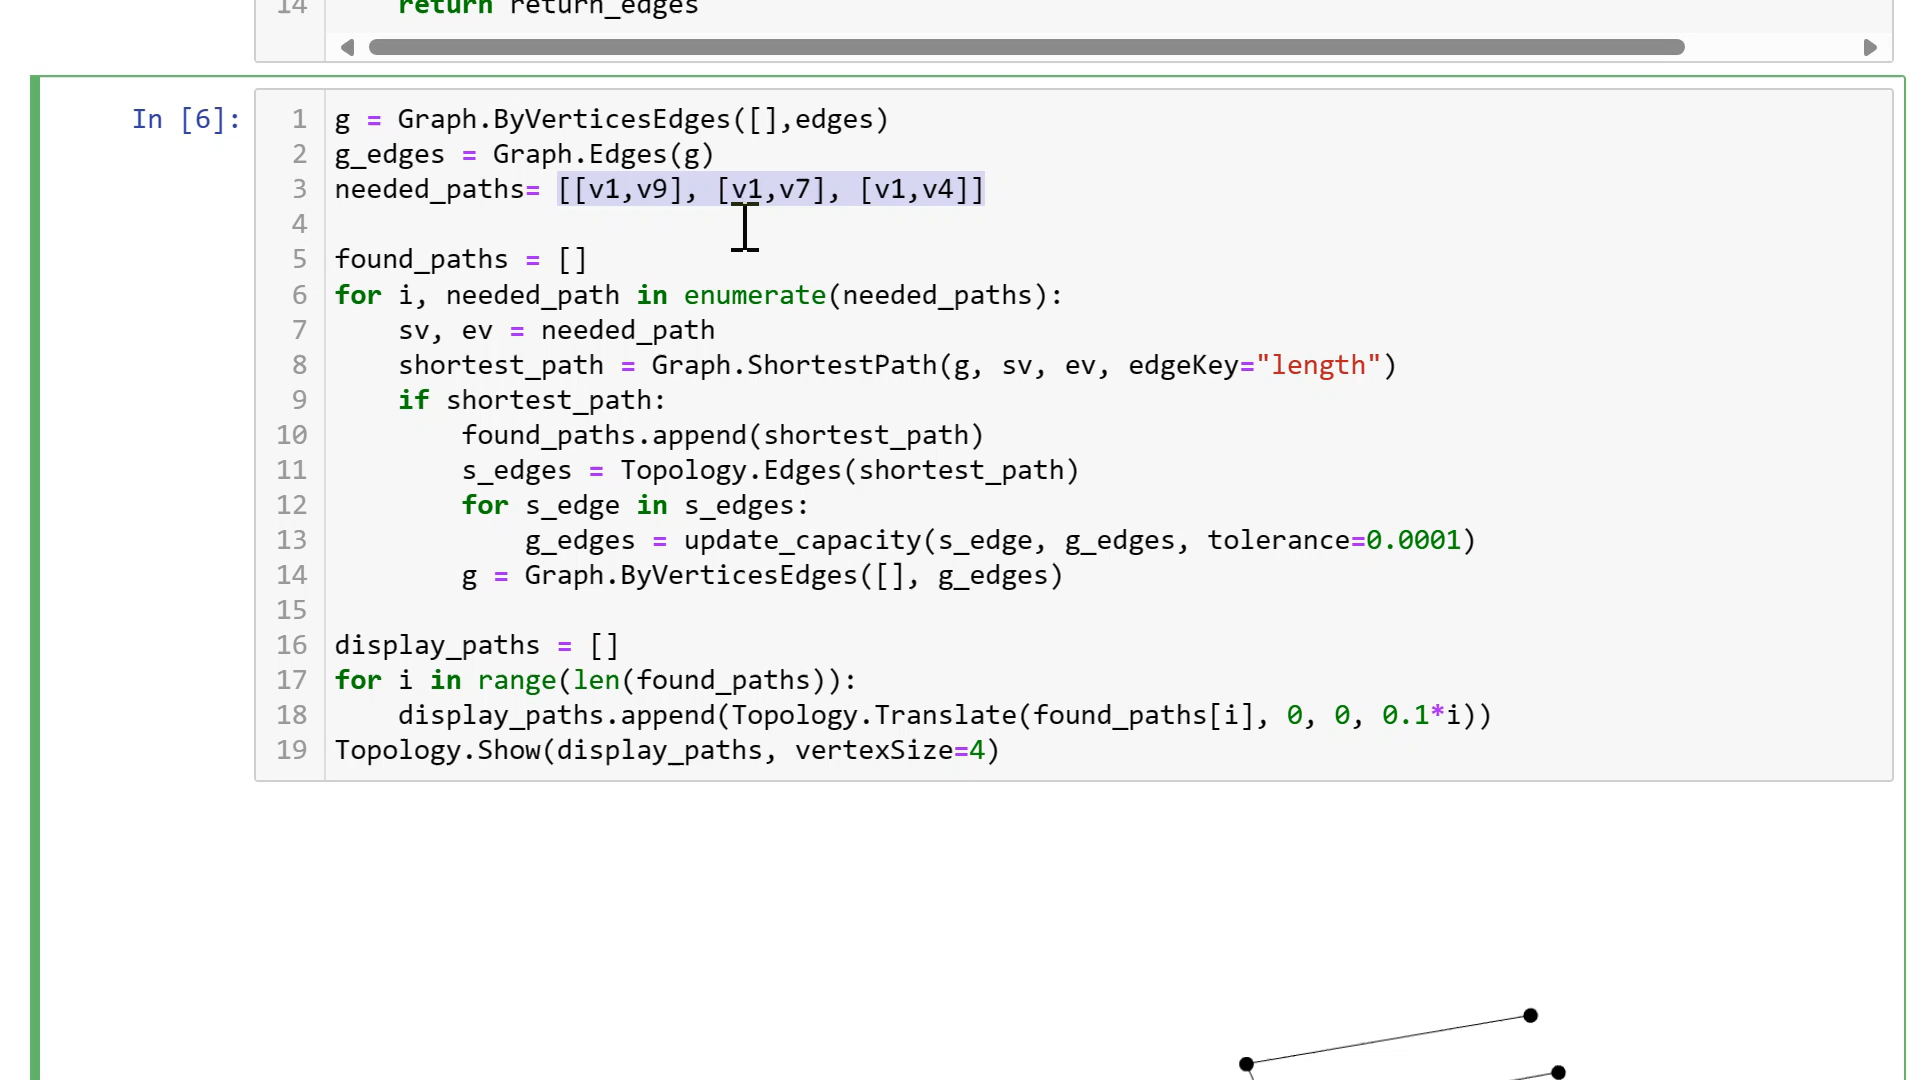 14 return return_edges
In [6]:
1 g = Graph.ByVerticesEdges([],edges)
2 g_edges = Graph.Edges(g)
3 needed_paths= [[v1,v9], [v1,v7], [v1,v4]]
4
5 found_paths = []
6 for i, needed_path in enumerate(needed_paths):
7     sv, ev = needed_path
8     shortest_path = Graph.ShortestPath(g, sv, ev, edgeKey="length")
9     if shortest_path:
10         found_paths.append(shortest_path)
11         s_edges = Topology.Edges(shortest_path)
12         for s_edge in s_edges:
13             g_edges = update_capacity(s_edge, g_edges, tolerance=0.0001)
14         g = Graph.ByVerticesEdges([], g_edges)
15
16 display_paths = []
17 for i in range(len(found_paths)):
18     display_paths.append(Topology.Translate(found_paths[i], 0, 0, 0.1*i))
19 Topology.Show(display_paths, vertexSize=4)